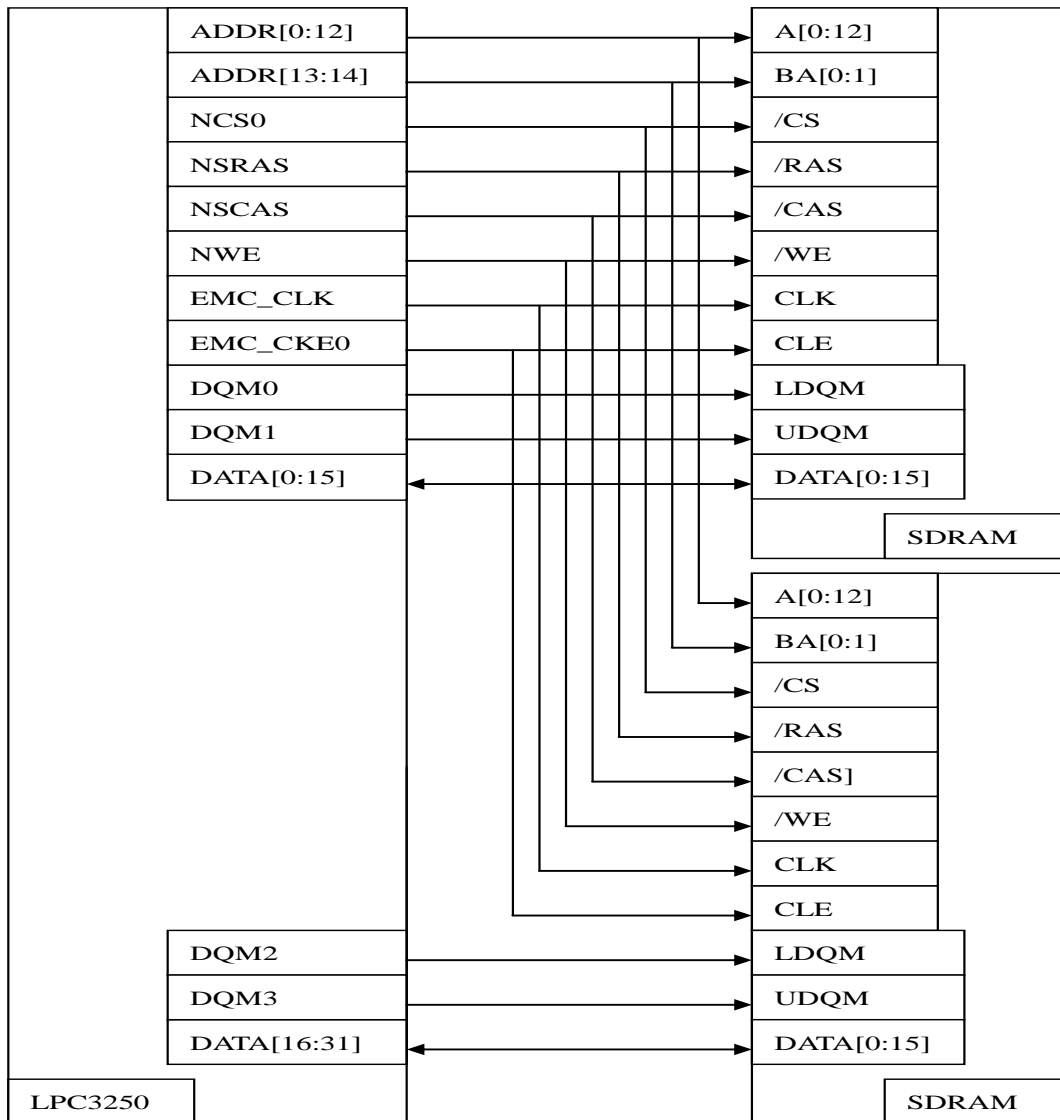 ADDR[0:12] A[0:12]
ADDR[13:14] BA[0:1]
NCS0 /CS
NSRAS /RAS
NSCAS /CAS
NWE /WE
EMC_CLK CLK
EMC_CKE0 CLE
DQM0 LDQM
DQM1 UDQM
DATA[0:15] DATA[0:15]
SDRAM
A[0:12]
BA[0:1]
/CS
/RAS
/CAS]
/WE
CLK
CLE
DQM2 LDQM
DQM3 UDQM
DATA[16:31] DATA[0:15]
LPC3250 SDRAM